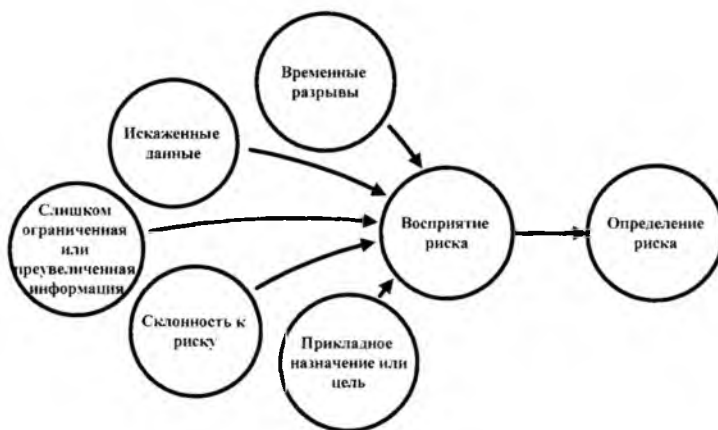 Временные
разрывы
Искаженные
данные
Слишком
ограниченная
или
преувеличенная
информация
Склонность к
риску
Прикладное
назначение или
цель
Восприятие
риска
Определение
риска